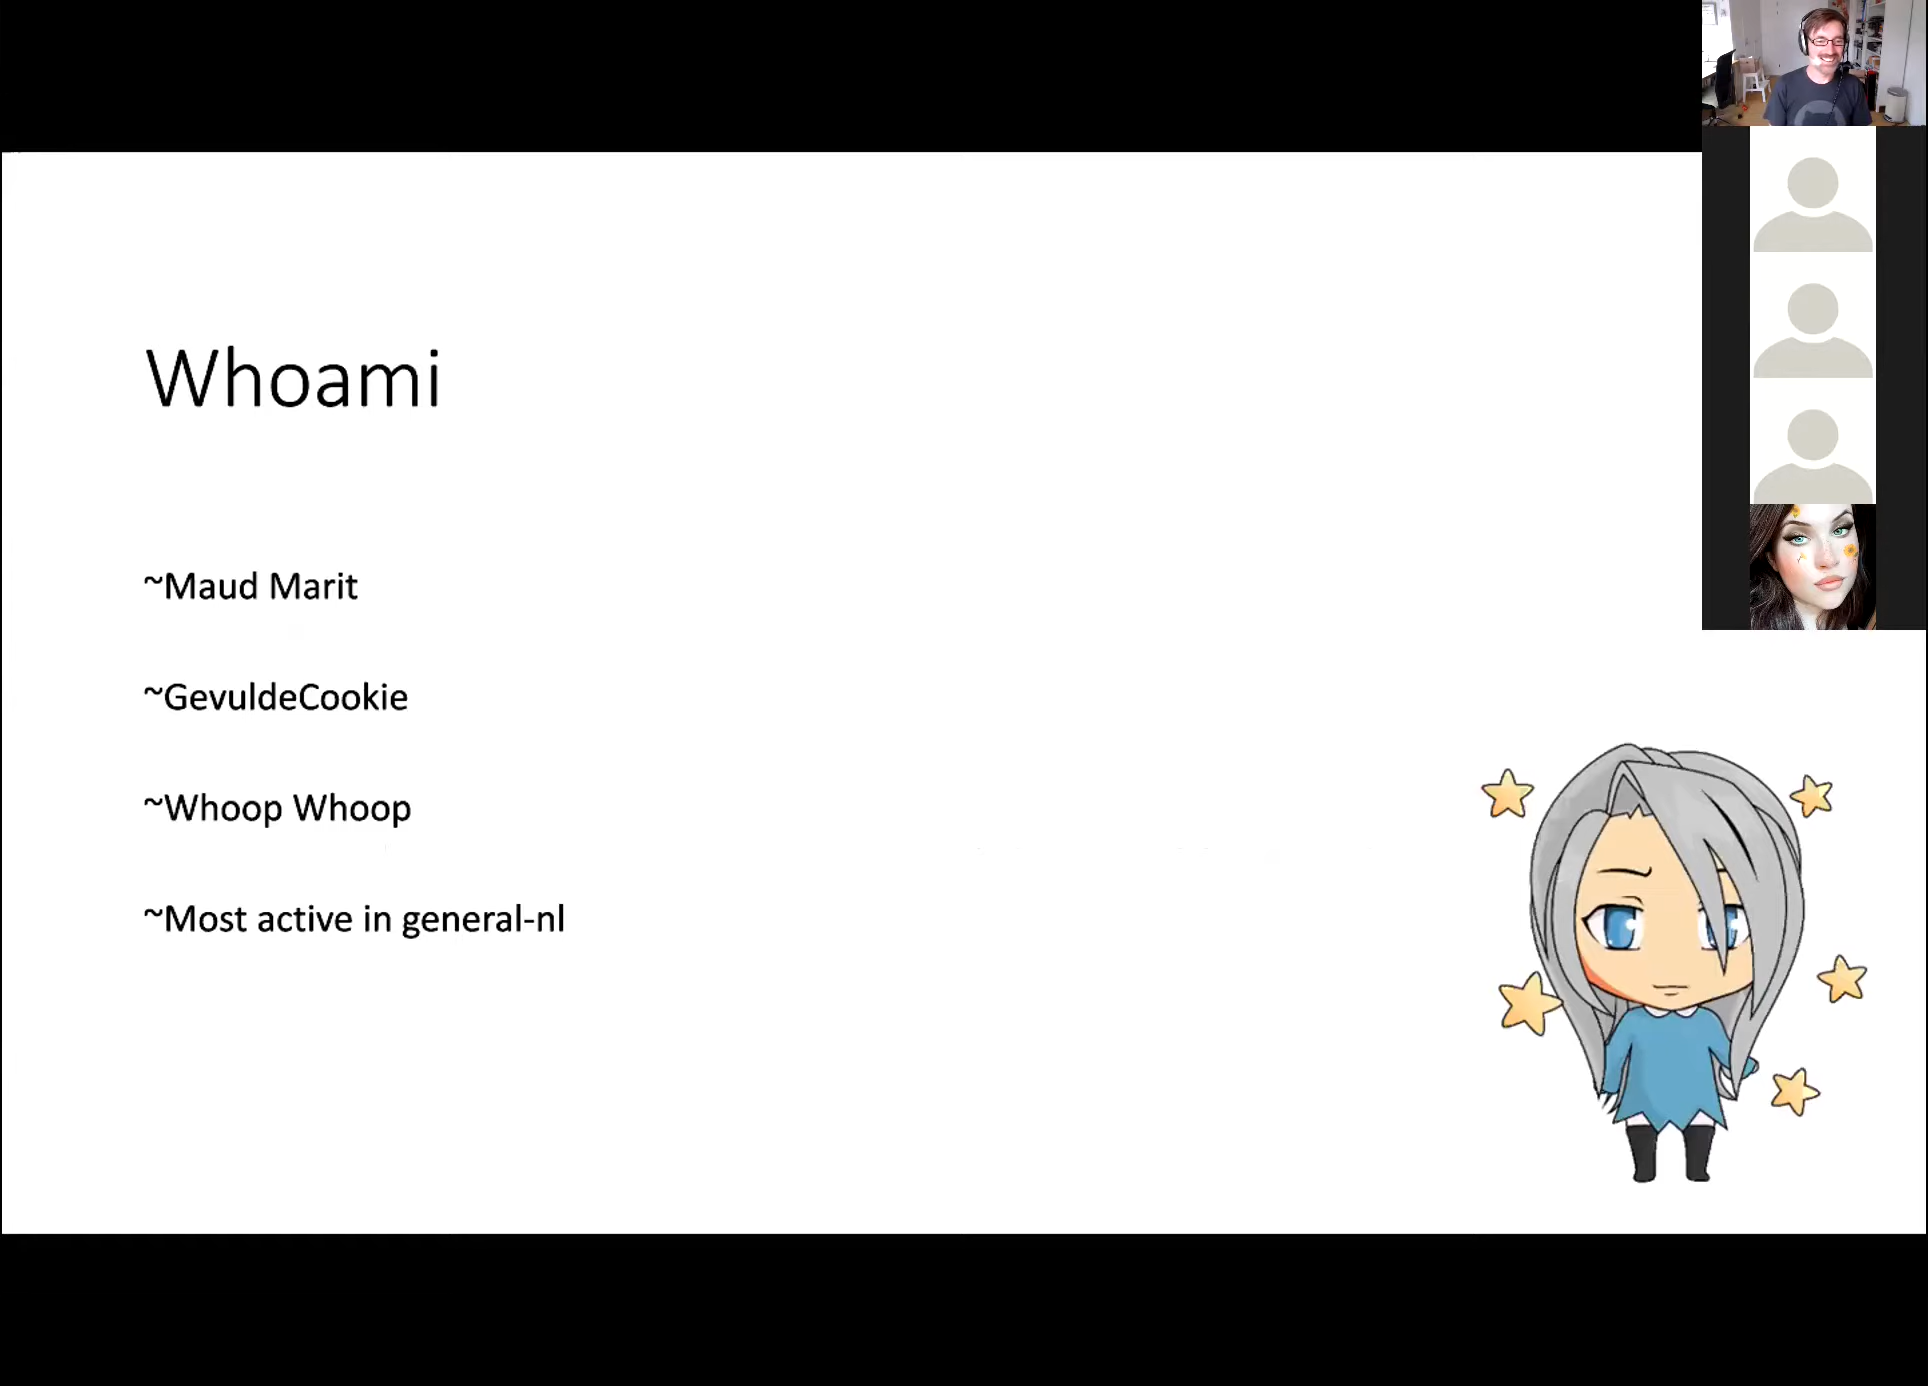 Whoami
~Maud Marit
~GevuldeCookie
~Whoop Whoop
~Most active in general-nl